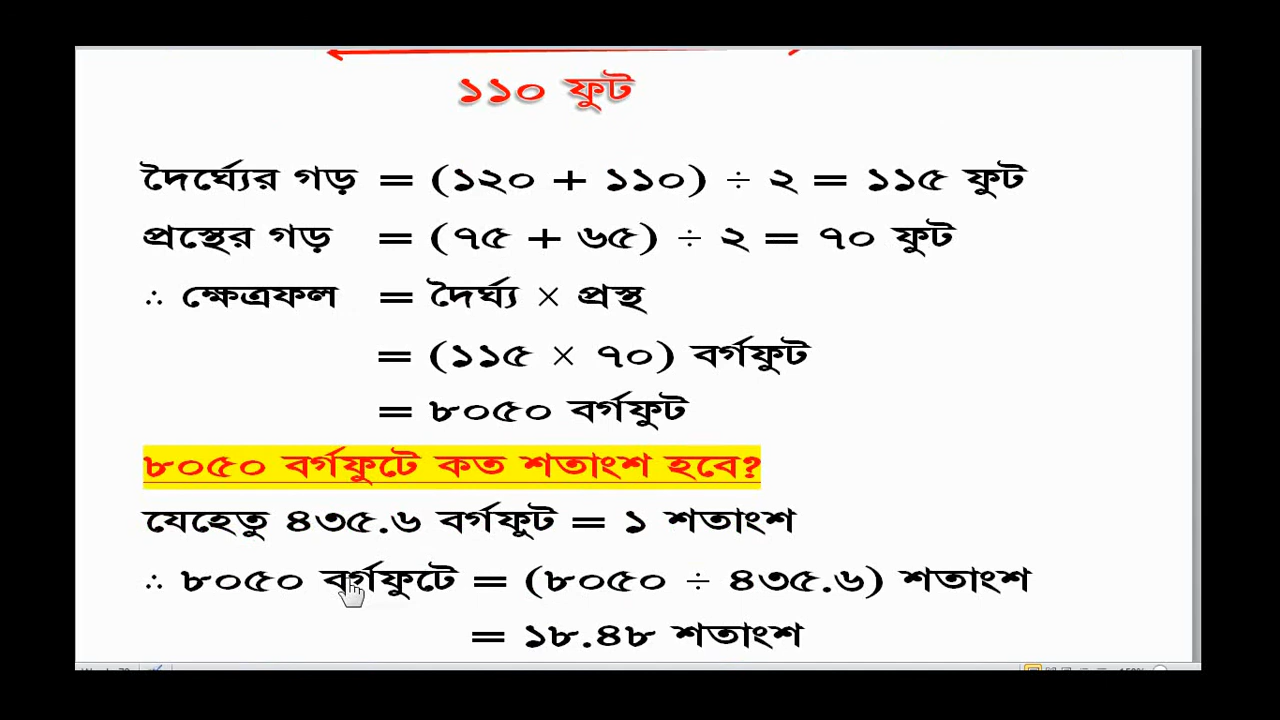 ১১০ ফুট
দৈর্ঘ্যের গড় = (১২০ + ১১০) ÷ ২ = ১১৫ ফুট
প্রস্থের গড় = (৭৫ + ৬৫) ÷ ২ = ৭০ ফুট
∴ ক্ষেত্রফল = দৈর্ঘ্য × প্রস্থ
= (১১৫ × ৭০) বর্গফুট
= ৮০৫০ বর্গফুট
৮০৫০ বর্গফুটে কত শতাংশ হবে?
যেহেতু ৪৩৫.৬ বর্গফুট = ১ শতাংশ
∴ ৮০৫০ বর্গফুটে = (৮০৫০ ÷ ৪৩৫.৬) শতাংশ
= ১৮.৪৮ শতাংশ